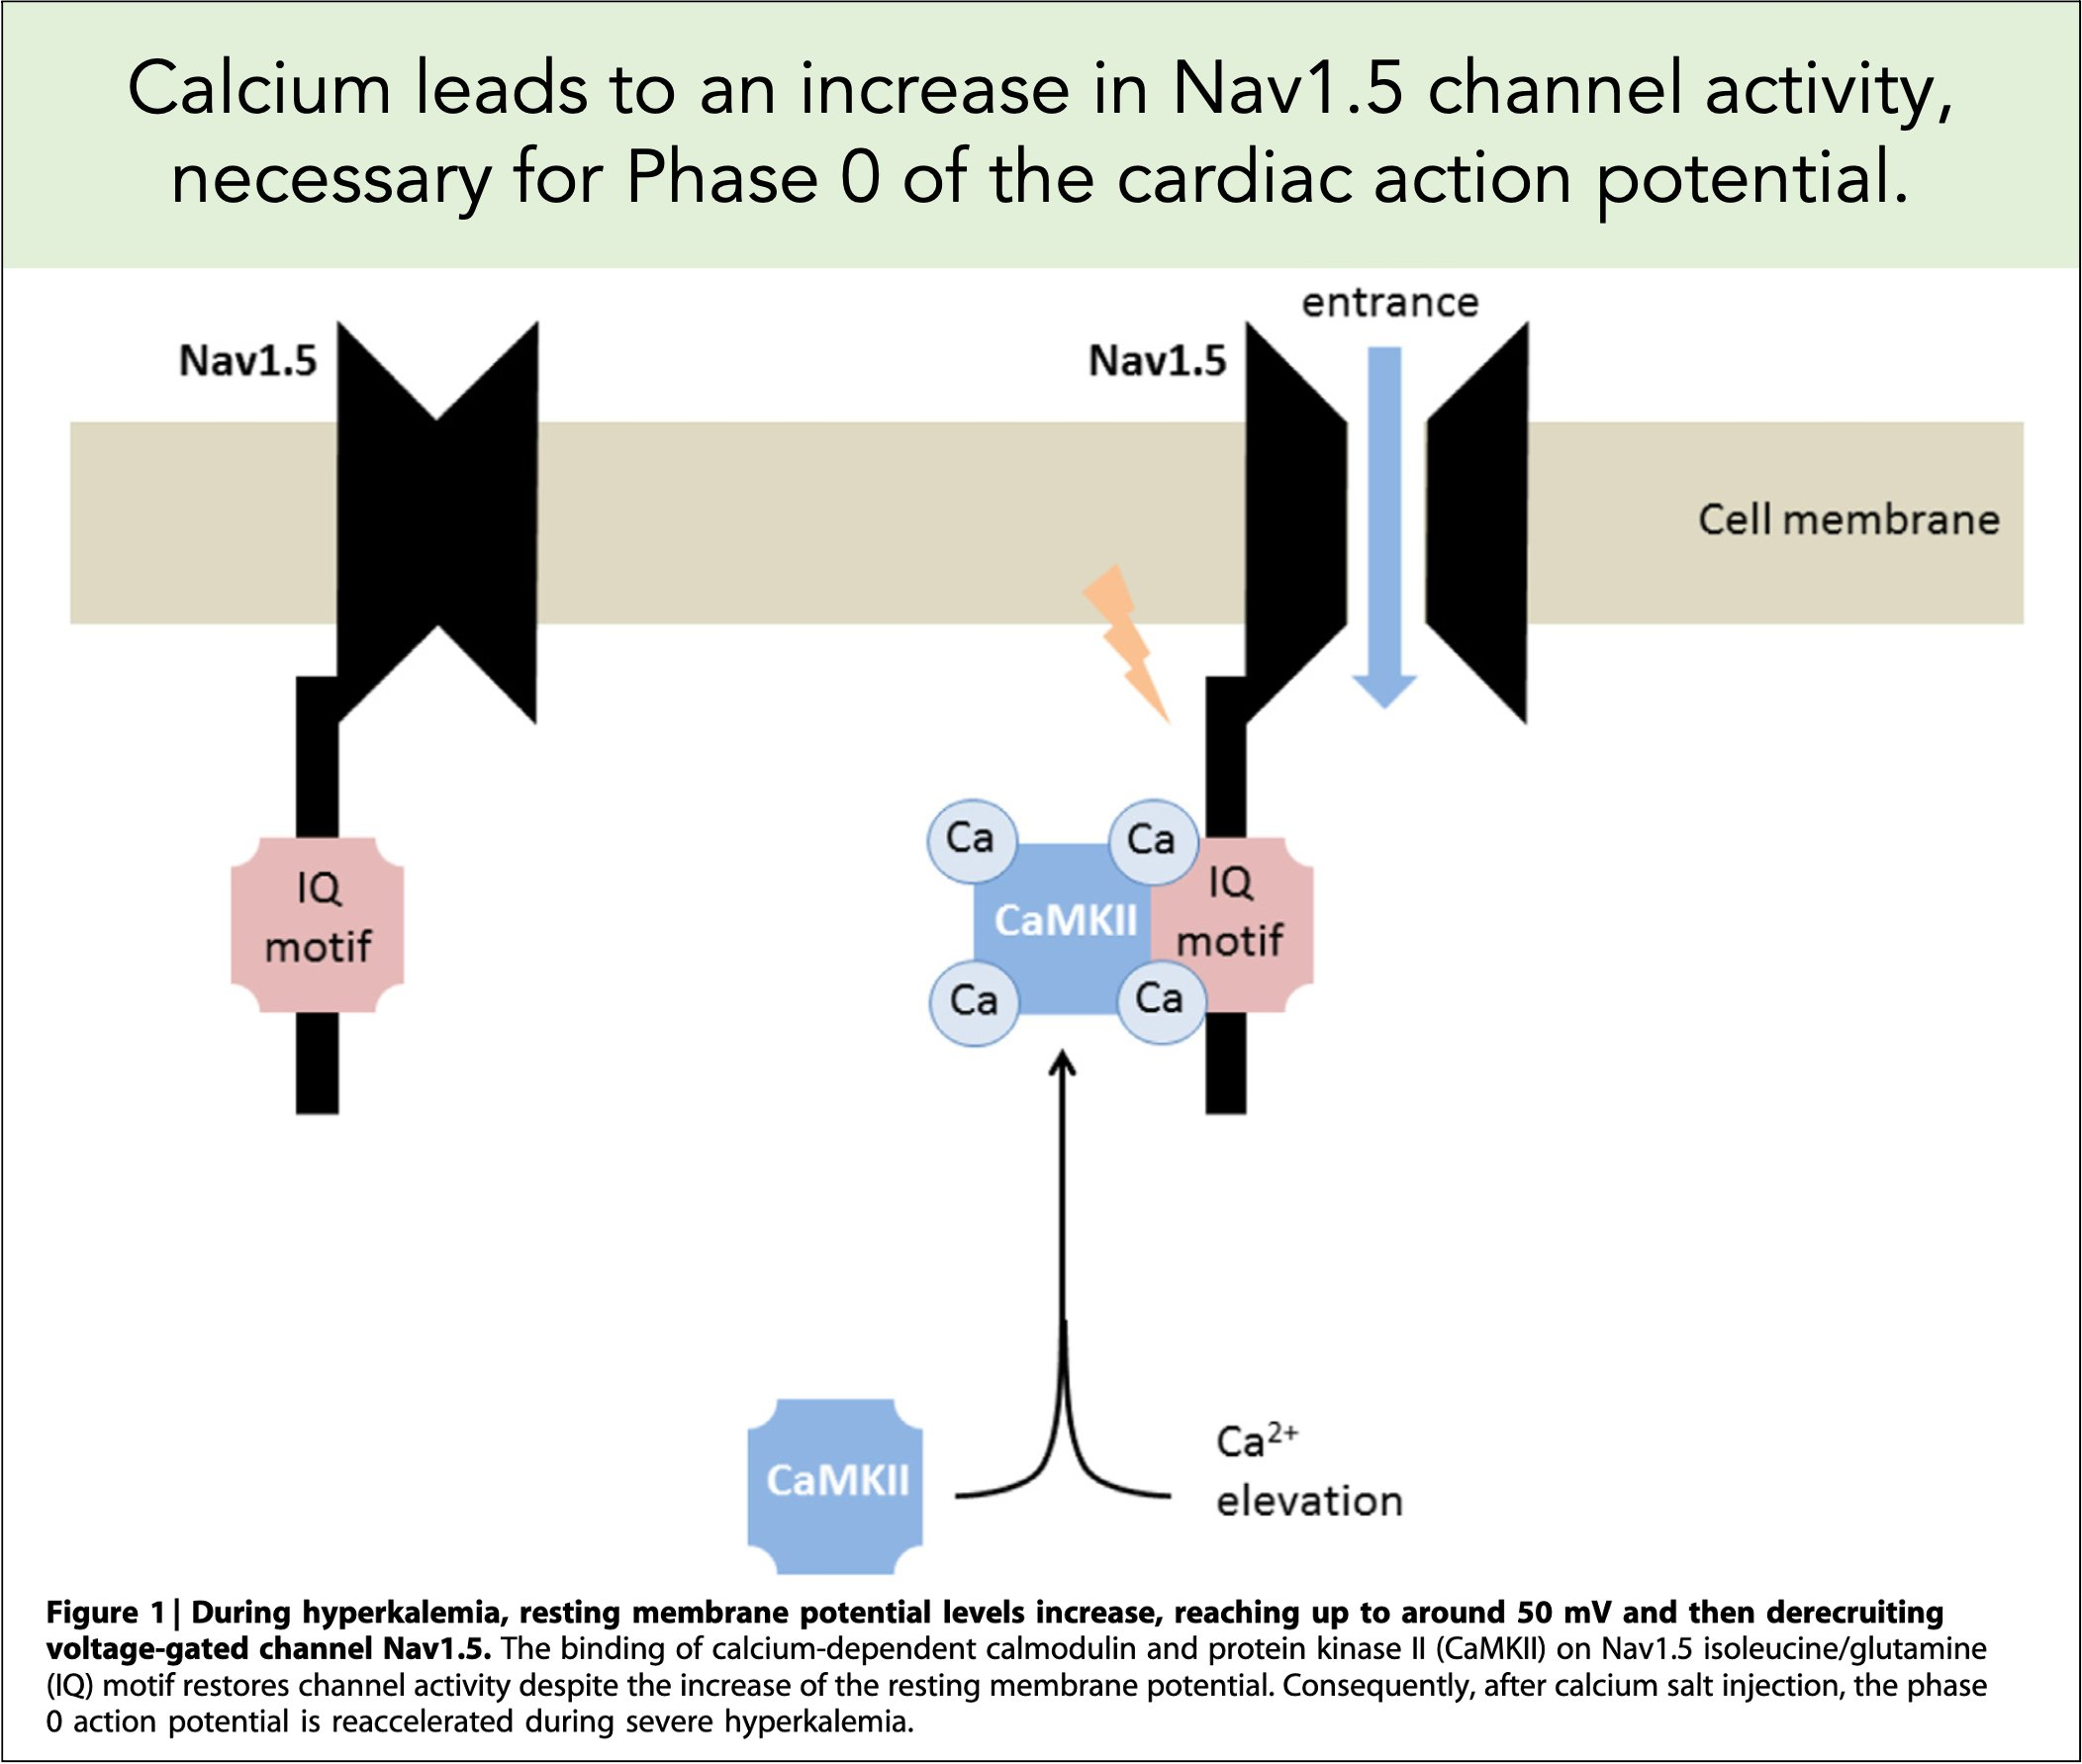 Calcium leads to an increase in Nav1.5 channel activity,
necessary for Phase 0 of the cardiac action potential.
entrance
Nav1.5
Nav1.5
Cell membrane
Ca
Ca
IQ
motif
CaMKII
IQ
motif
Ca
Ca
CaMKII
Ca²⁺
elevation
Figure 1| During hyperkalemia, resting membrane potential levels increase, reaching up to around 50 mV and then derecruiting
voltage-gated channel Nav1.5. The binding of calcium-dependent calmodulin and protein kinase II (CaMKII) on Nav1.5 isoleucine/glutamine
(IQ) motif restores channel activity despite the increase of the resting membrane potential. Consequently, after calcium salt injection, the phase
0 action potential is reaccelerated during severe hyperkalemia.